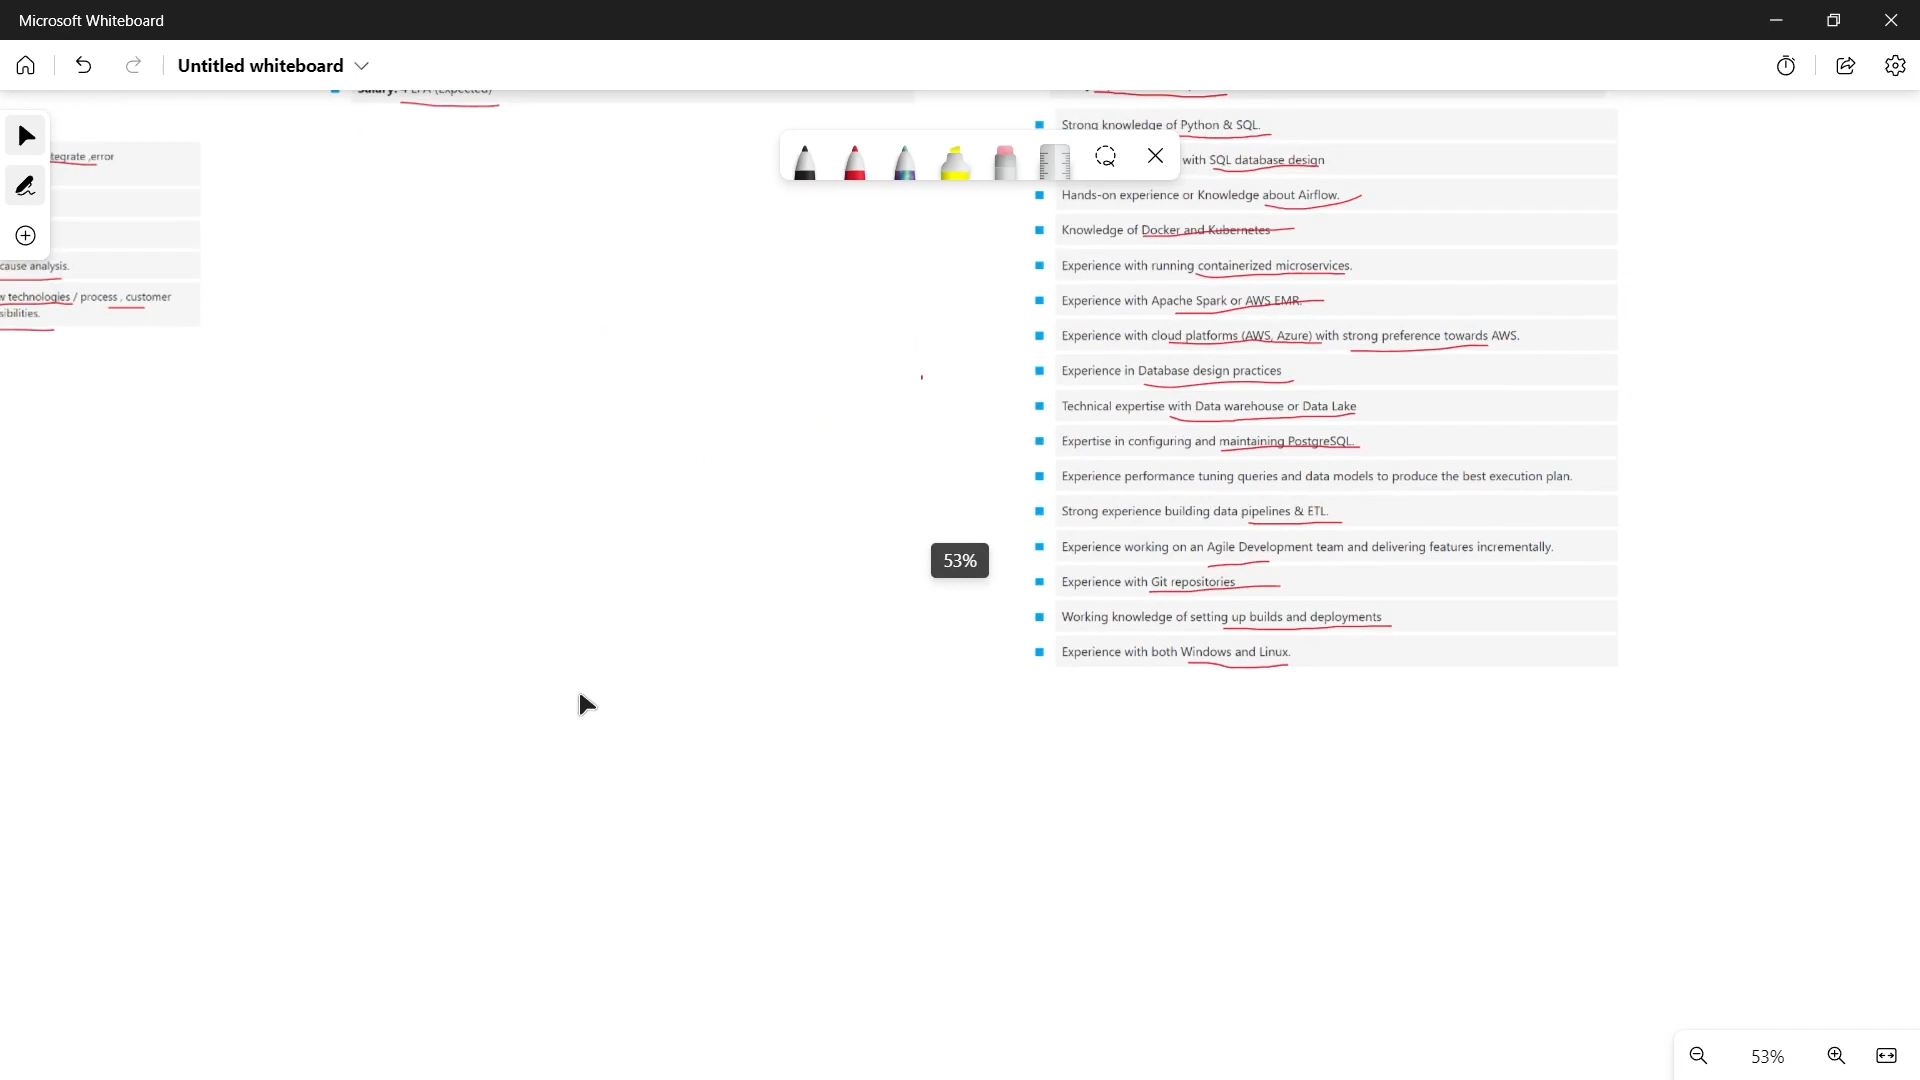 Microsoft Whiteboard
Untitled whiteboard
Salary: 4 LPA (Expected)
tegrate ,error
cause analysis.
w technologies / process , customer
sibilities.
Strong knowledge of Python & SQL.
with SQL database design
Hands-on experience or Knowledge about Airflow.
Knowledge of Docker and Kubernetes
Experience with running containerized microservices.
Experience with Apache Spark or AWS EMR.
Experience with cloud platforms (AWS, Azure) with strong preference towards AWS.
Experience in Database design practices
Technical expertise with Data warehouse or Data Lake
Expertise in configuring and maintaining PostgreSQL.
Experience performance tuning queries and data models to produce the best execution plan.
Strong experience building data pipelines & ETL.
Experience working on an Agile Development team and delivering features incrementally.
Experience with Git repositories
Working knowledge of setting up builds and deployments
Experience with both Windows and Linux.
53%
53%